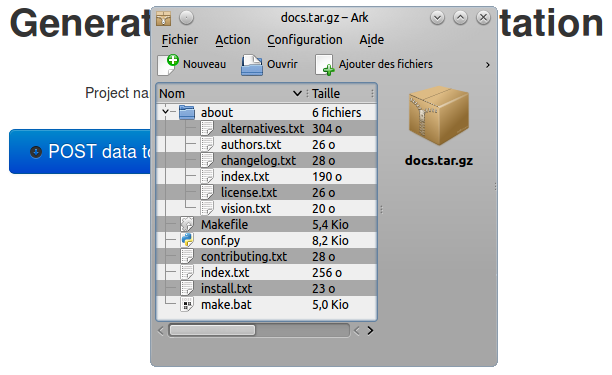 Generat
tation
docs.tar.gz – Ark
Fichier Action Configuration Aide
Nouveau Ouvrir Ajouter des fichiers
Project na
POST data to
Nom Taille
about 6 fichiers
alternatives.txt 304 o
authors.txt 26 o
changelog.txt 28 o
index.txt 190 o
license.txt 26 o
vision.txt 20 o
Makefile 5,4 Kio
conf.py 8,2 Kio
contributing.txt 28 o
index.txt 256 o
install.txt 23 o
make.bat 5,0 Kio
docs.tar.gz